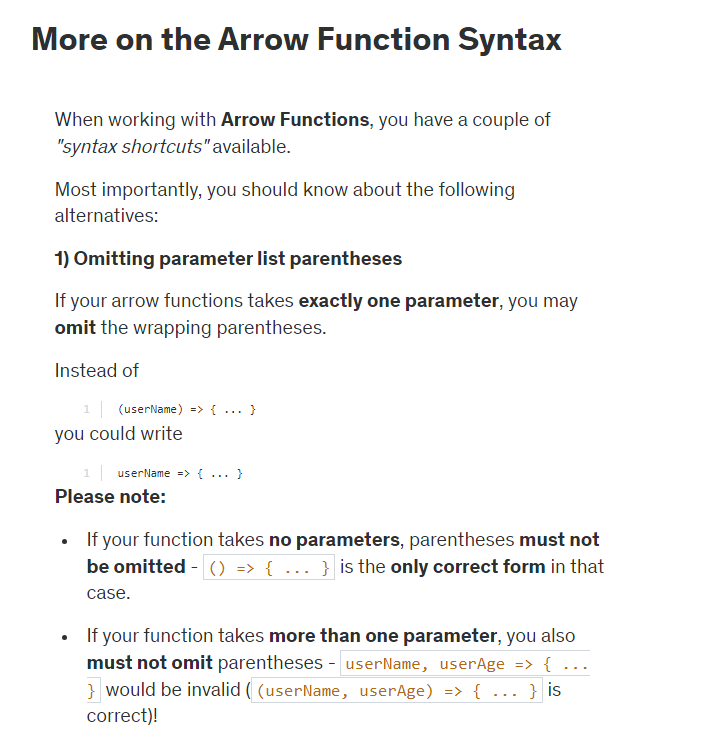 More on the Arrow Function Syntax
When working with Arrow Functions, you have a couple of
"syntax shortcuts" available.
Most importantly, you should know about the following
alternatives:
1) Omitting parameter list parentheses
If your arrow functions takes exactly one parameter, you may
omit the wrapping parentheses.
Instead of
1 (userName) => { ... }
you could write
1 userName => { ... }
Please note:
• If your function takes no parameters, parentheses must not
be omitted - () => { ... } is the only correct form in that
case.
• If your function takes more than one parameter, you also
must not omit parentheses - userName, userAge => { ...
} would be invalid ( (userName, userAge) => { ... } is
correct)!